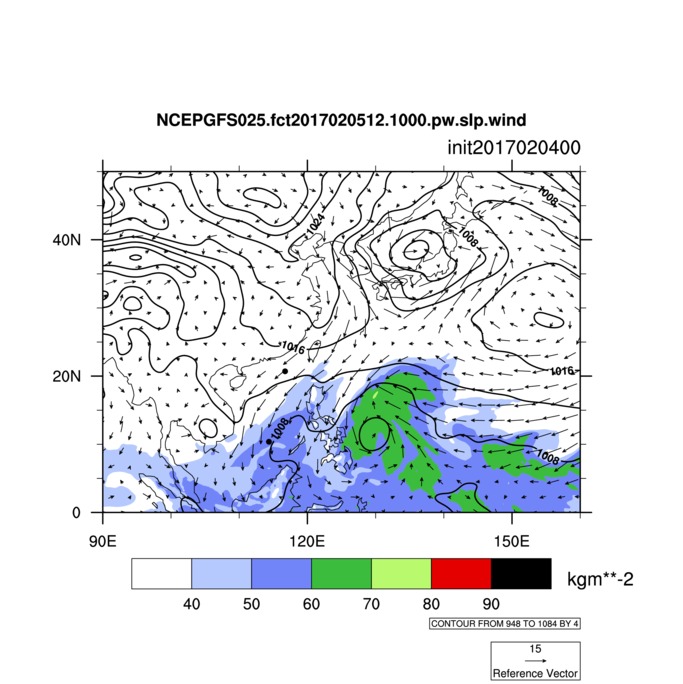 NCEPGFS025.fct2017020512.1000.pw.slp.wind
init2017020400
1008
1024
1008
40N
1016
1016
20N
1008
1008
0
90E 120E 150E
kgm**-2
40 50 60 70 80 90
CONTOUR FROM 948 TO 1084 BY 4
15
Reference Vector